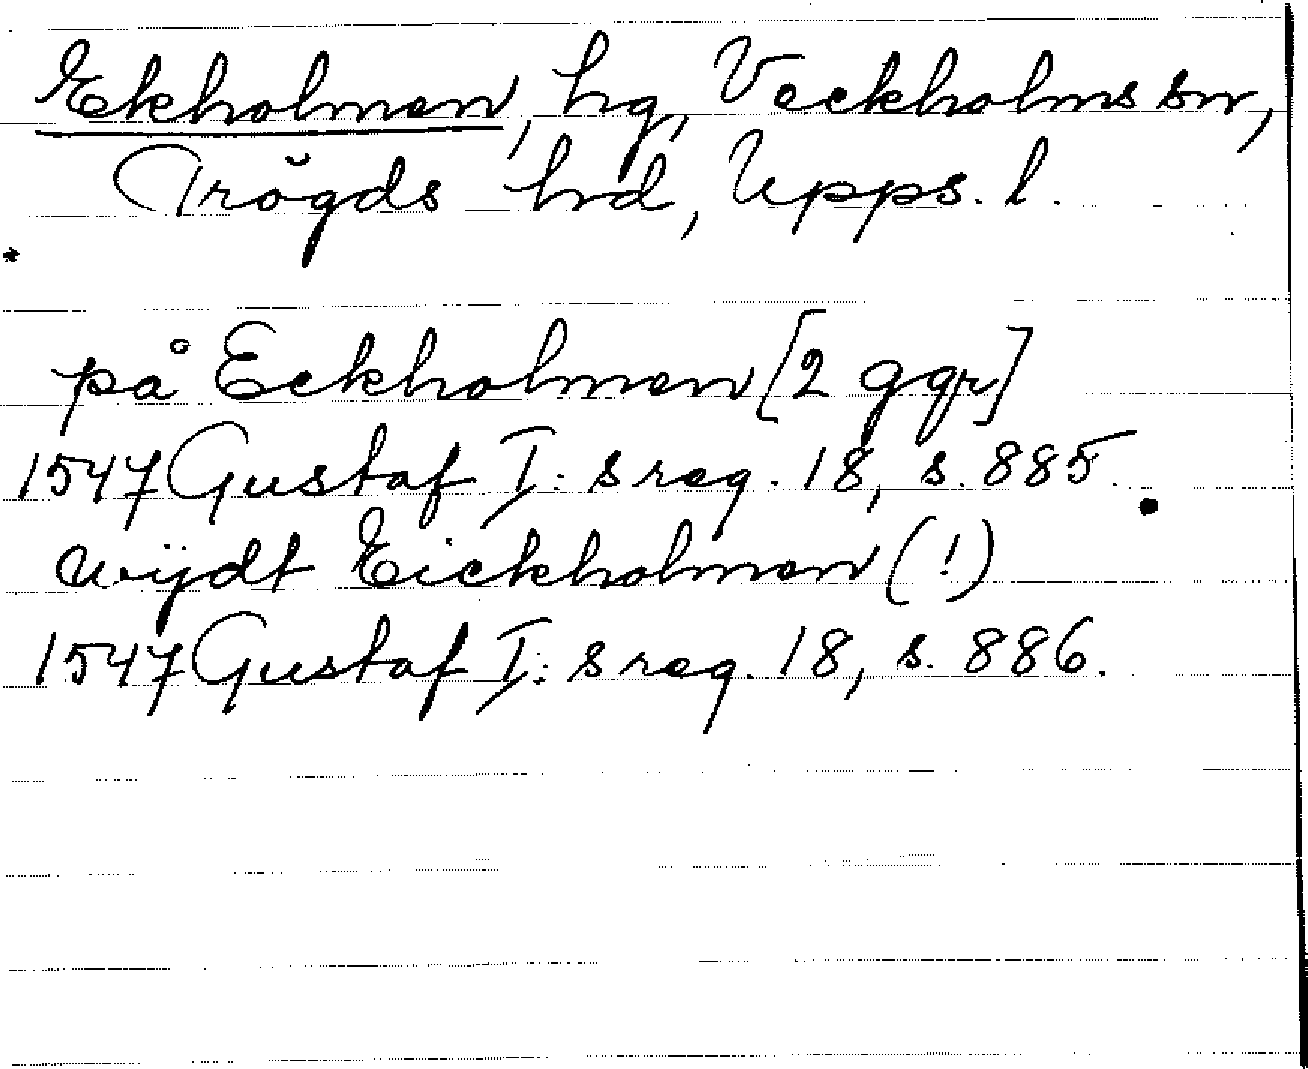 Ekholmen, hg, Veckholms sn,
Trögds hd, Upps. l.
på Eckholmen [2 ggr]
1547 Gustaf I:s reg. 18, s. 885.
wijdt Eickholmen (!)
1547 Gustaf I:s reg. 18, s. 886.